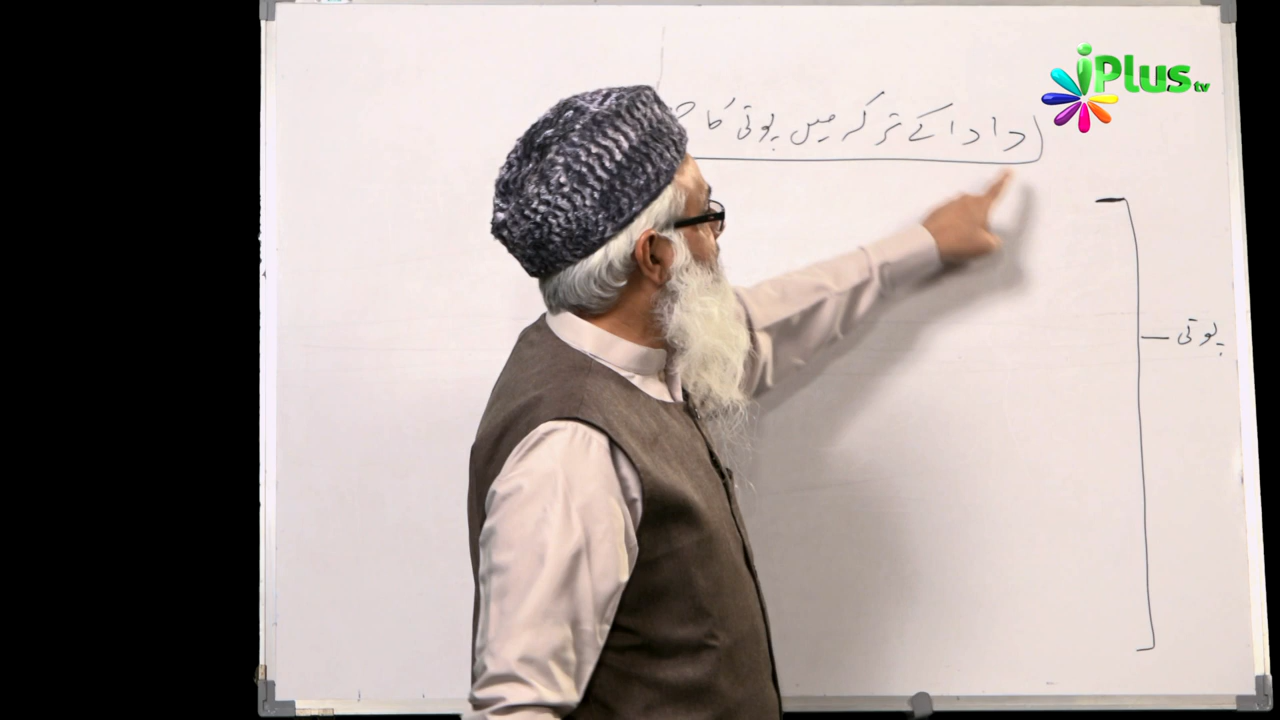 iPlus tv
دادا کے ترکہ میں پوتی کا
پوتی